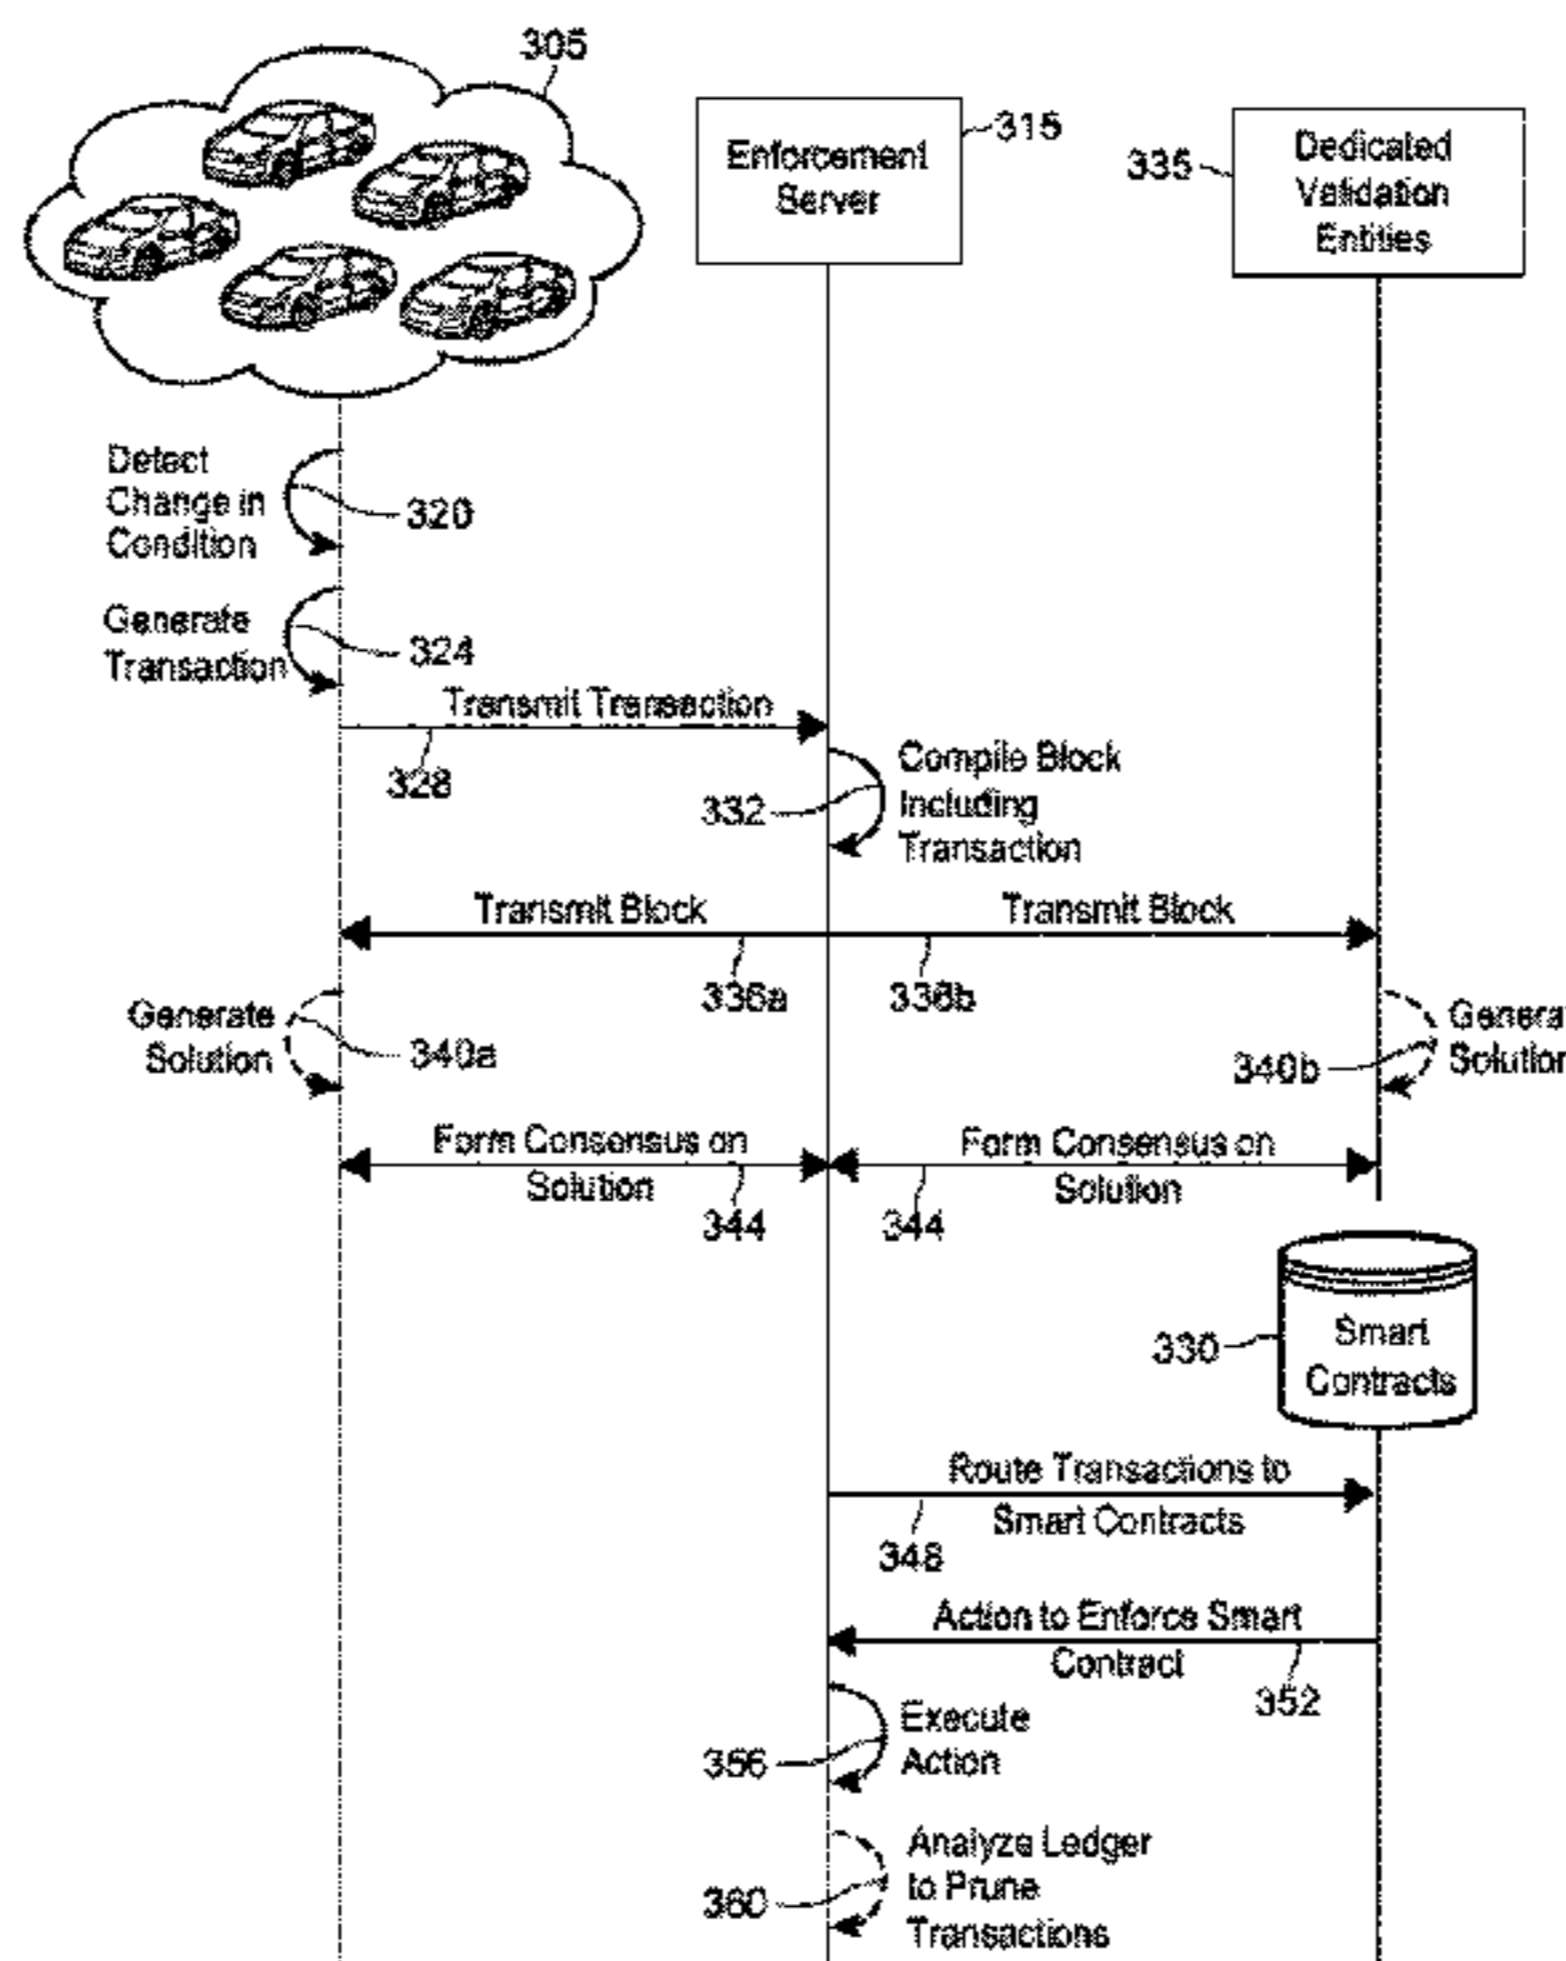 305
Enforcement
Server
315
335
Dedicated
Validation
Entities
Detect
Change in
Condition
320
Generate
Transaction
324
Transmit Transaction
328
332
Compile Block
Including
Transaction
Transmit Block
Transmit Block
336a
336b
Generate
Solution
340a
340b
Genera
Solution
Form Consensus on
Solution
344
Form Consensus on
Solution
344
330
Smart
Contracts
Route Transactions to
Smart Contracts
348
Action to Enforce Smart
Contract
352
356
Execute
Action
360
Analyze Ledger
to Prune
Transactions